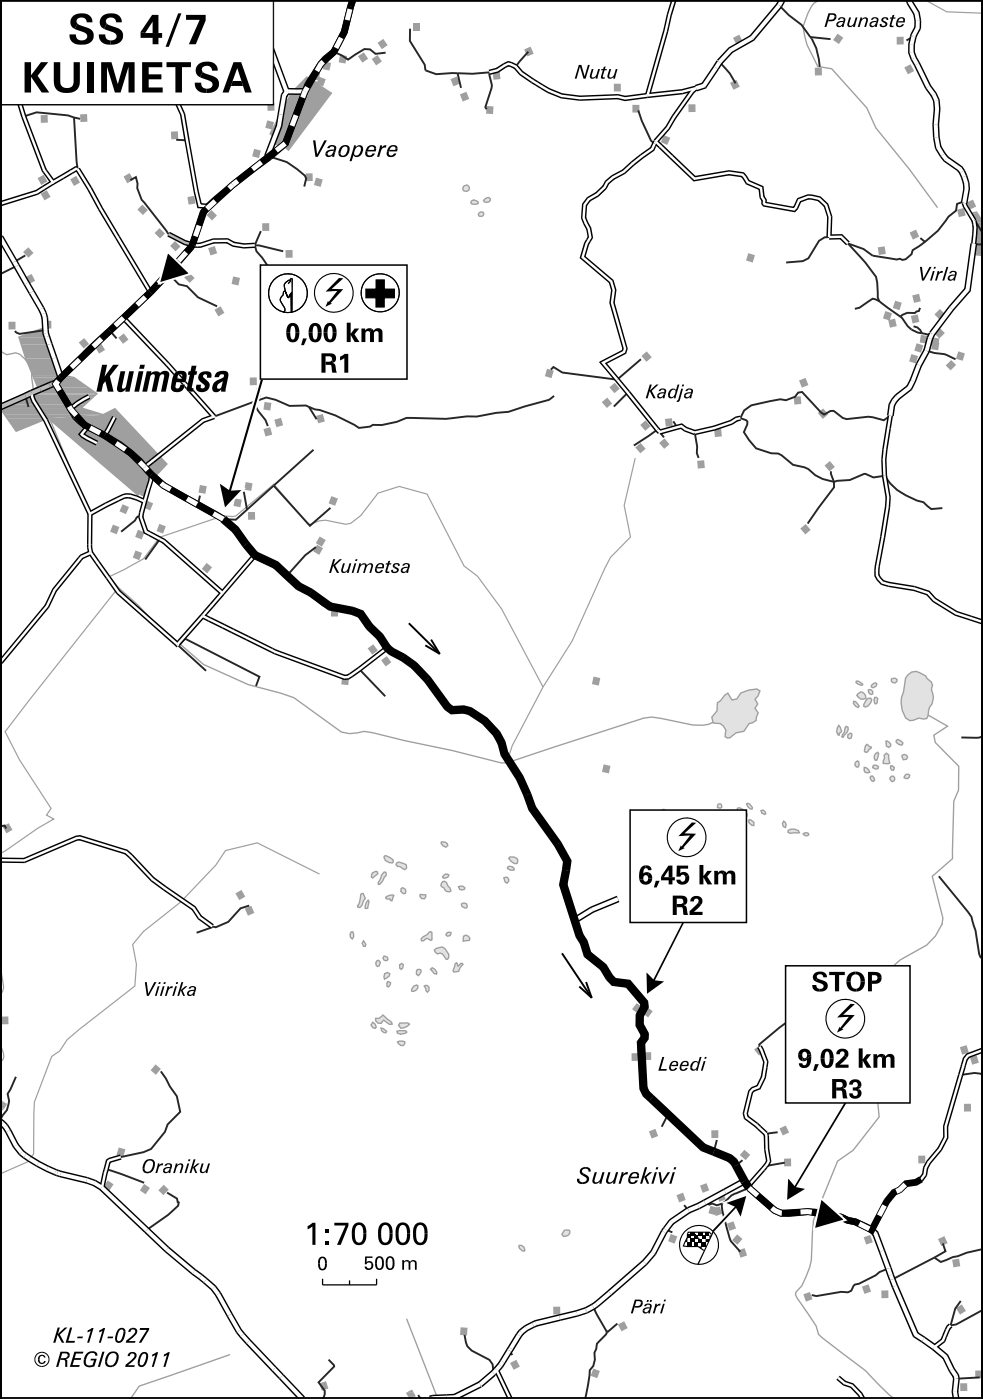 SS 4/7
KUIMETSA
Paunaste
Nutu
Vaopere
Virla
0,00 km
R1
Kuimetsa
Kadja
Kuimetsa
6,45 km
R2
STOP
9,02 km
R3
Viirika
Leedi
Oraniku
Suurekivi
1:70 000
0 500 m
Päri
KL-11-027
© REGIO 2011